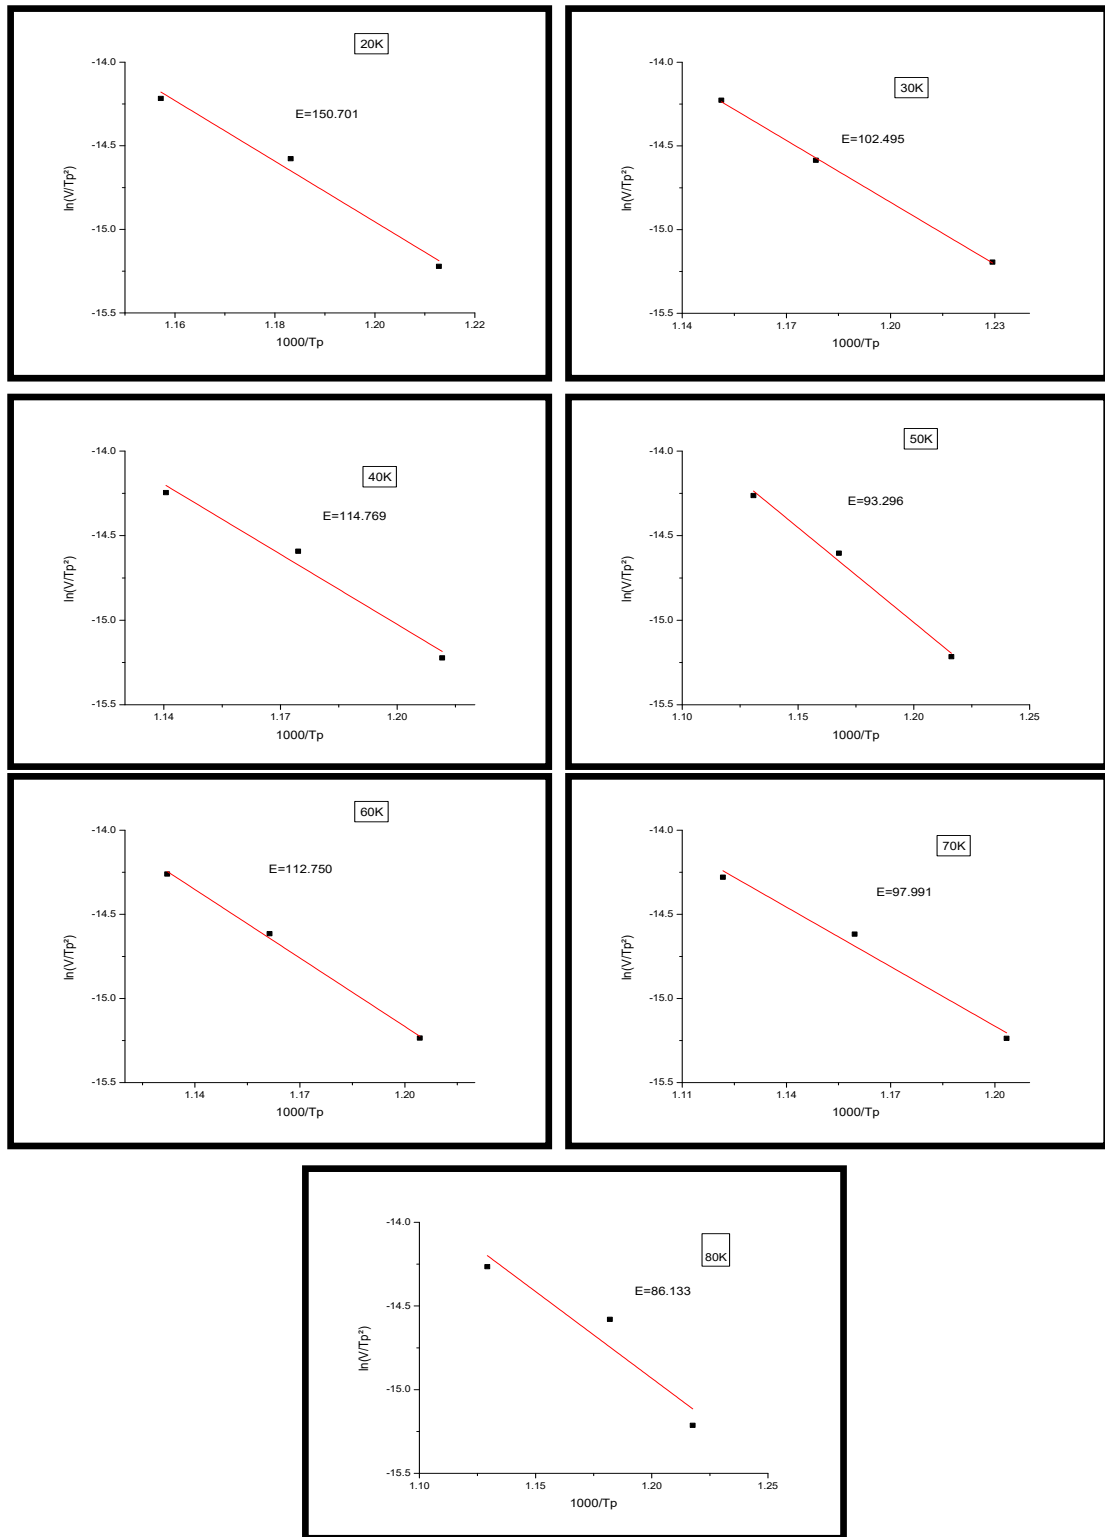 20K
-14.0
E=150.701
-14.5
ln(V/Tp²)
-15.0
-15.5
1.16 1.18 1.20 1.22
1000/Tp
30K
-14.0
E=102.495
-14.5
ln(V/Tp²)
-15.0
-15.5
1.14 1.17 1.20 1.23
1000/Tp
40K
-14.0
E=114.769
-14.5
ln(V/Tp²)
-15.0
-15.5
1.14 1.17 1.20
1000/Tp
50K
-14.0
E=93.296
-14.5
ln(V/Tp²)
-15.0
-15.5
1.10 1.15 1.20 1.25
1000/Tp
60K
-14.0
E=112.750
-14.5
ln(V/Tp²)
-15.0
-15.5
1.14 1.17 1.20
1000/Tp
70K
-14.0
E=97.991
-14.5
ln(V/Tp²)
-15.0
-15.5
1.11 1.14 1.17 1.20
1000/Tp
-14.0
80K
E=86.133
-14.5
ln(V/Tp²)
-15.0
-15.5
1.10 1.15 1.20 1.25
1000/Tp